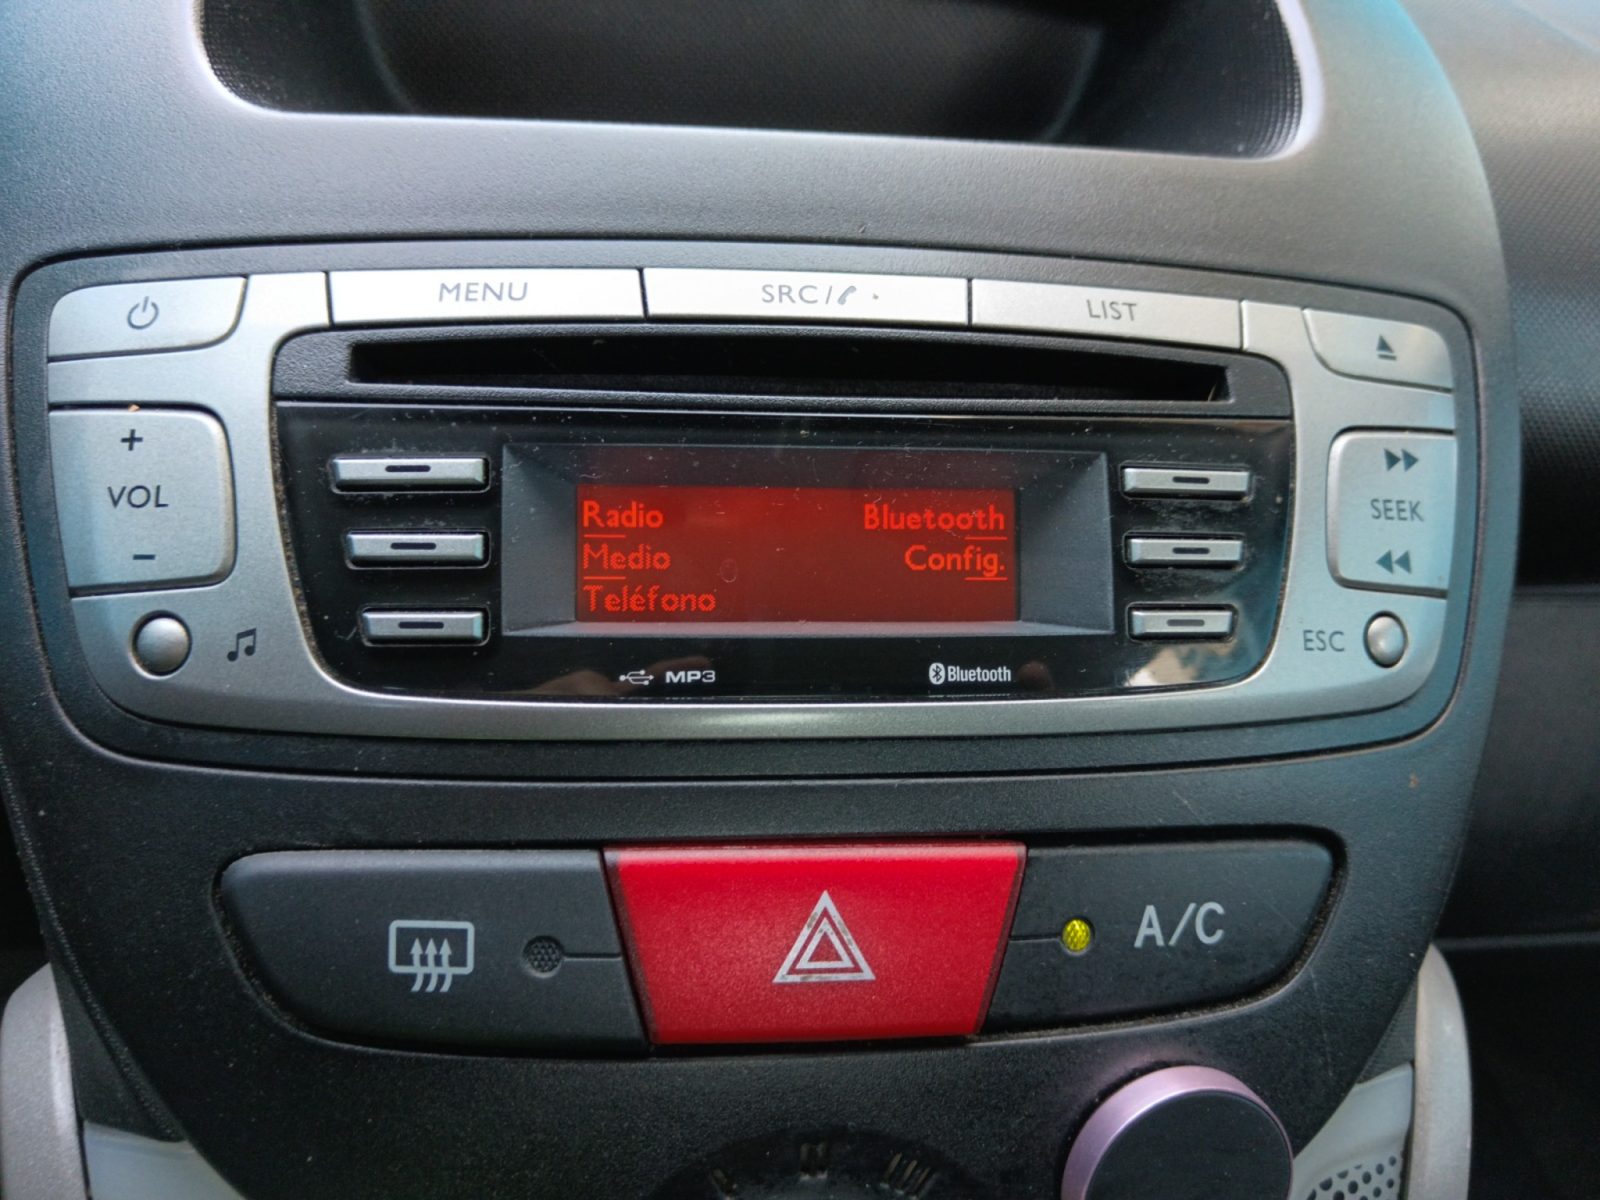 MENU
SRC/
LIST
+
VOL
-
SEEK
Radio
Bluetooth
Medio
Config.
Teléfono
ESC
MP3
Bluetooth
A/C